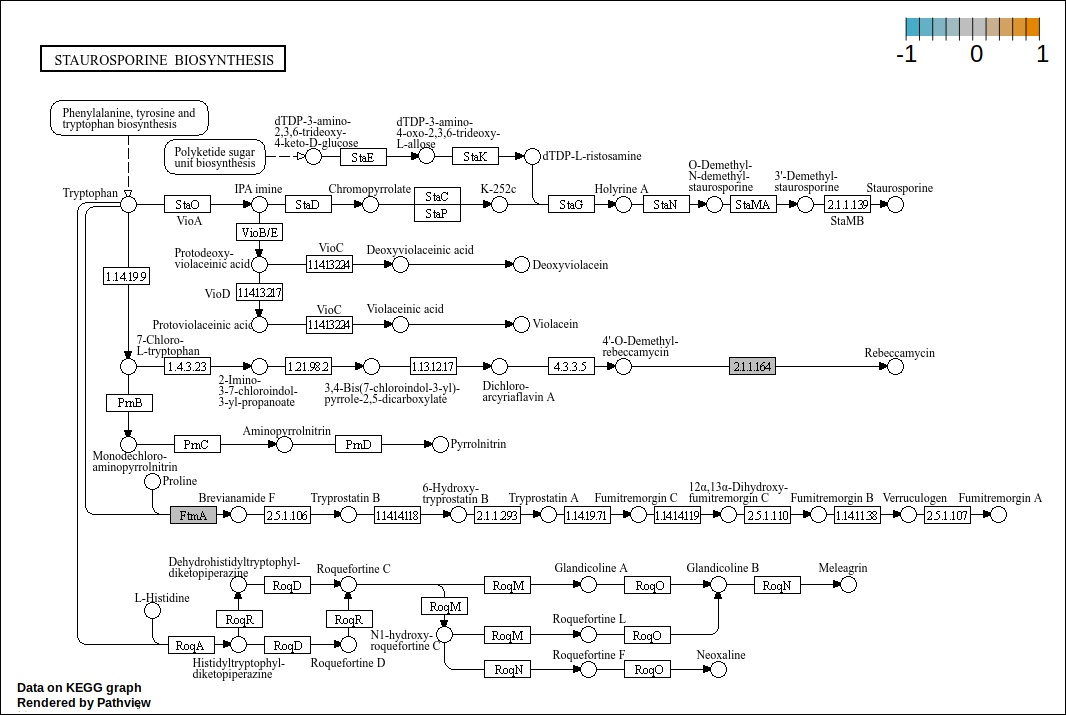 -1 0 1
STAUROSPORINE BIOSYNTHESIS
Phenylalanine, tyrosine and
tryptophan biosynthesis
Polyketide sugar
unit biosynthesis
dTDP-3-amino-
2,3,6-trideoxy-
4-keto-D-glucose
StaE
dTDP-3-amino-
4-oxo-2,3,6-trideoxy-
L-allose
StaK
dTDP-L-ristosamine
Tryptophan
StaO
VioA
IPA imine
StaD
Chromopyrrolate
StaC
StaP
K-252c
StaG
Holyrine A
StaN
O-Demethyl-
N-demethyl-
staurosporine
StaMA
3'-Demethyl-
staurosporine
2.1.1.139
StaMB
Staurosporine
VioB/E
Protodeoxy-
violaceinic acid
VioC
1.14.13.224
Deoxyviolaceinic acid
Deoxyviolacein
1.14.19.9
VioD
1.14.13.217
Protoviolaceinic acid
VioC
1.14.13.224
Violaceinic acid
Violacein
7-Chloro-
L-tryptophan
1.4.3.23
2-Imino-
3-7-chloroindol-
3-yl-propanoate
1.21.98.2
3,4-Bis(7-chloroindol-3-yl)-
pyrrole-2,5-dicarboxylate
1.13.12.17
Dichloro-
arcyriaflavin A
4.3.3.5
4'-O-Demethyl-
rebeccamycin
2.1.1.164
Rebeccamycin
PrnB
Monodechloro-
aminopyrrolnitrin
PrnC
Aminopyrrolnitrin
PrnD
Pyrrolnitrin
Proline
FtmA
Brevianamide F
2.5.1.106
Tryprostatin B
1.14.14.118
6-Hydroxy-
tryprostatin B
2.1.1.293
Tryprostatin A
1.14.19.71
Fumitremorgin C
1.14.14.119
12α,13α-Dihydroxy-
fumitremorgin C
2.5.1.110
Fumitremorgin B
1.14.11.38
Verruculogen
2.5.1.107
Fumitremorgin A
Dehydrohistidyltryptophyl-
diketopiperazine
RoqD
Roquefortine C
RoqM
Glandicoline A
RoqO
Glandicoline B
RoqN
Meleagrin
L-Histidine
RoqR
RoqR
RoqM
RoqA
Histidyltryptophyl-
diketopiperazine
RoqD
Roquefortine D
N1-hydroxy-
roquefortine C
RoqM
Roquefortine L
RoqO
RoqN
Roquefortine F
RoqO
Neoxaline
Data on KEGG graph
Rendered by Pathview